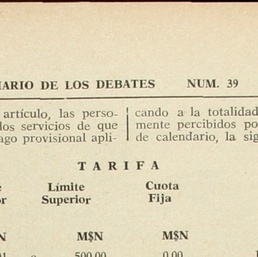 DIARIO DE LOS DEBATES NUM. 39
artículo, las perso-
los servicios de que
ago provisional apli-
cando a la totalidad
mente percibidos po
de calendario, la sig
TARIFA
Límite
Superior
Cuota
Fija
M$N M$N
500.00 0.00